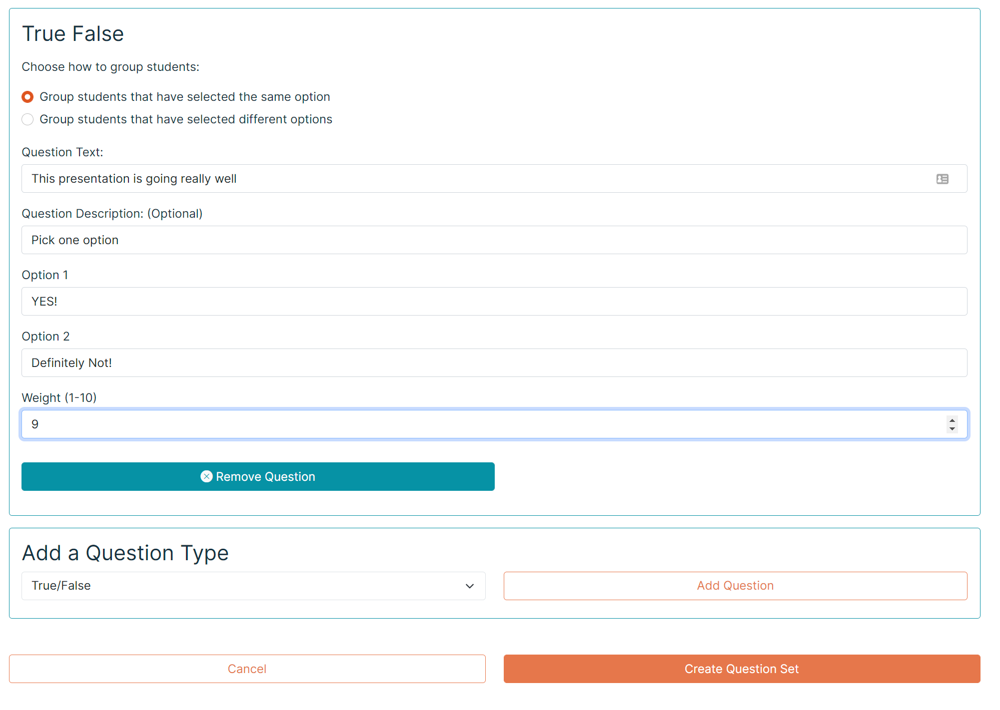 True False
Choose how to group students:
Group students that have selected the same option
Group students that have selected different options
Question Text:
This presentation is going really well
Question Description: (Optional)
Pick one option
Option 1
YES!
Option 2
Definitely Not!
Weight (1-10)
9
Remove Question
Add a Question Type
True/False
Add Question
Cancel
Create Question Set